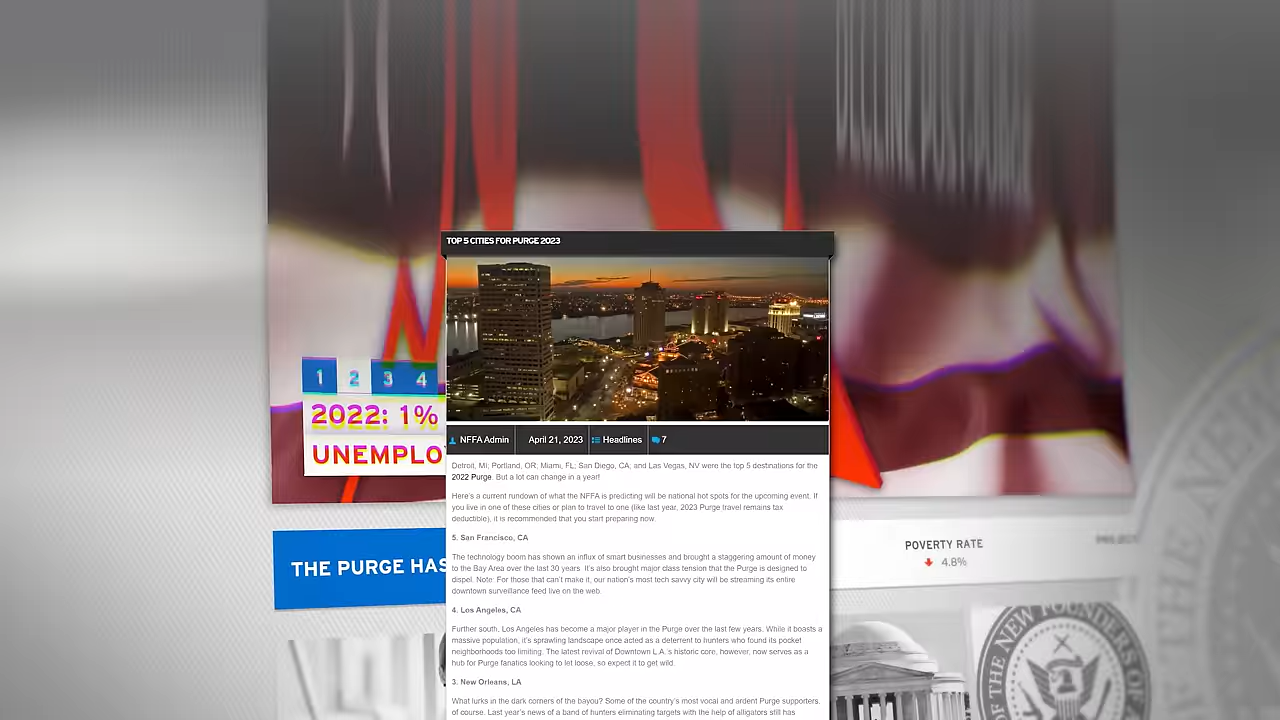 TOP 5 CITIES FOR PURGE 2023
1 2 3 4
2022: 1%
UNEMPLO
NFFA Admin April 21, 2023 Headlines 7
Detroit, MI; Portland, OR; Miami, FL; San Diego, CA; and Las Vegas, NV were the top 5 destinations for the
2022 Purge. But a lot can change in a year!
Here's a current rundown of what the NFFA is predicting will be national hot spots for the upcoming event. If
you live in one of these cities or plan to travel to one (like last year, 2023 Purge travel remains tax
deductible), it is recommended that you start preparing now.
5. San Francisco, CA
The technology boom has shown an influx of smart businesses and brought a staggering amount of money
to the Bay Area over the last 30 years. It's also brought major class tension that the Purge is designed to
dispel. Note: For those that can't make it, our nation's most tech savvy city will be streaming its entire
downtown surveillance feed live on the web.
4. Los Angeles, CA
Further south, Los Angeles has become a major player in the Purge over the last few years. While it boasts a
massive population, it's sprawling landscape once acted as a deterrent to hunters who found its pocket
neighborhoods too limiting. The latest revival of Downtown L.A.'s historic core, however, now serves as a
hub for Purge fanatics looking to let loose, so expect it to get wild.
3. New Orleans, LA
What lurks in the dark corners of the bayou? Some of the country's most vocal and ardent Purge supporters,
of course. Last year's news of a band of hunters eliminating targets with the help of alligators still has
THE PURGE HAS
POVERTY RATE
4.8%
OF THE NEW FOUNDERS OF